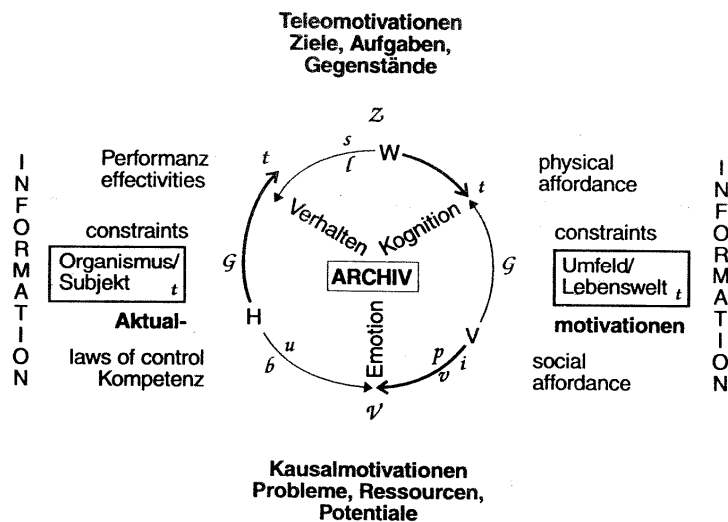 Teleomotivationen
Ziele, Aufgaben,
Gegenstände
Z
s
l
W
t
t
Performanz
effectivities
physical
affordance
INFORMATION
INFORMATION
Verhalten
Kognition
constraints
constraints
Organismus/
Subjekt t
G
ARCHIV
G
Umfeld/
Lebenswelt t
Aktual-
H
V
motivationen
Emotion
laws of control
Kompetenz
b
u
p
v
i
social
affordance
V
Kausalmotivationen
Probleme, Ressourcen,
Potentiale